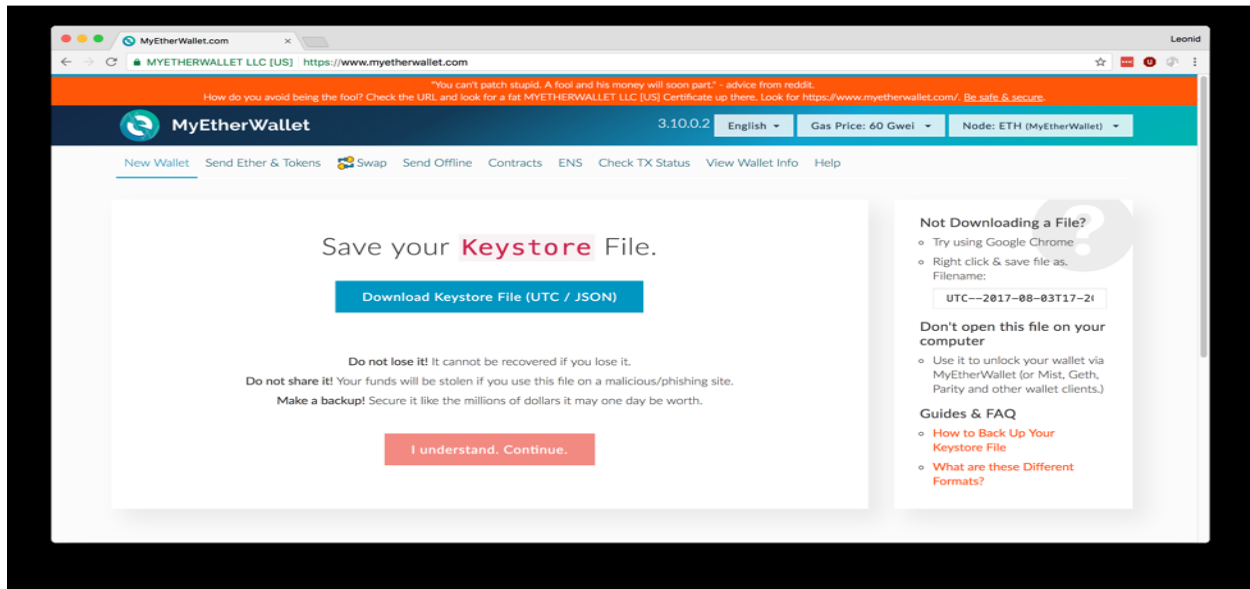 MyEtherWallet.com
Leonid
MYETHERWALLET LLC [US] https://www.myetherwallet.com
"You can't patch stupid. A fool and his money will soon part." - advice from reddit.
How do you avoid being the fool? Check the URL and look for a fat MYETHERWALLET LLC [US] Certificate up there. Look for https://www.myetherwallet.com/. Be safe & secure.
MyEtherWallet
3.10.0.2 English Gas Price: 60 Gwei Node: ETH (MyEtherWallet)
New Wallet Send Ether & Tokens Swap Send Offline Contracts ENS Check TX Status View Wallet Info Help
Save your Keystore File.
Download Keystore File (UTC / JSON)
Do not lose it! It cannot be recovered if you lose it.
Do not share it! Your funds will be stolen if you use this file on a malicious/phishing site.
Make a backup! Secure it like the millions of dollars it may one day be worth.
I understand. Continue.
?
Not Downloading a File?
Try using Google Chrome
Right click & save file as.
Filename:
UTC--2017-08-03T17-2
Don't open this file on your
computer
Use it to unlock your wallet via
MyEtherWallet (or Mist, Geth,
Parity and other wallet clients.)
Guides & FAQ
How to Back Up Your
Keystore File
What are these Different
Formats?